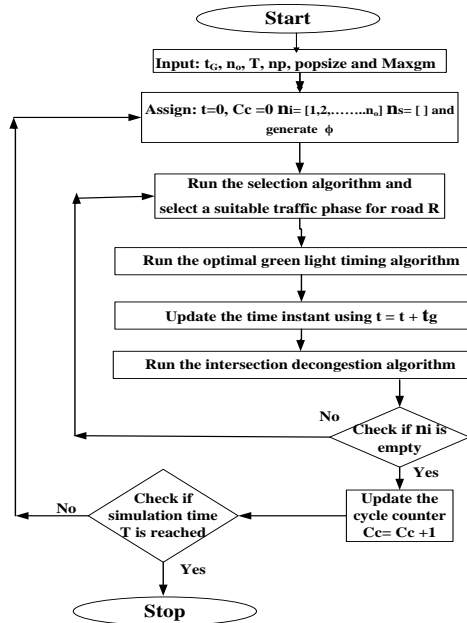 Start
Input: tG, no, T, np, popsize and Maxgm
Assign: t=0, Cc =0 ni= [1,2,……..no] ns= [ ] and
generate ϕ
Run the selection algorithm and
select a suitable traffic phase for road R
Run the optimal green light timing algorithm
Update the time instant using t = t + tg
Run the intersection decongestion algorithm
No
Check if ni is
empty
Yes
Update the
cycle counter
Cc= Cc +1
No
Check if
simulation time
T is reached
Yes
Stop